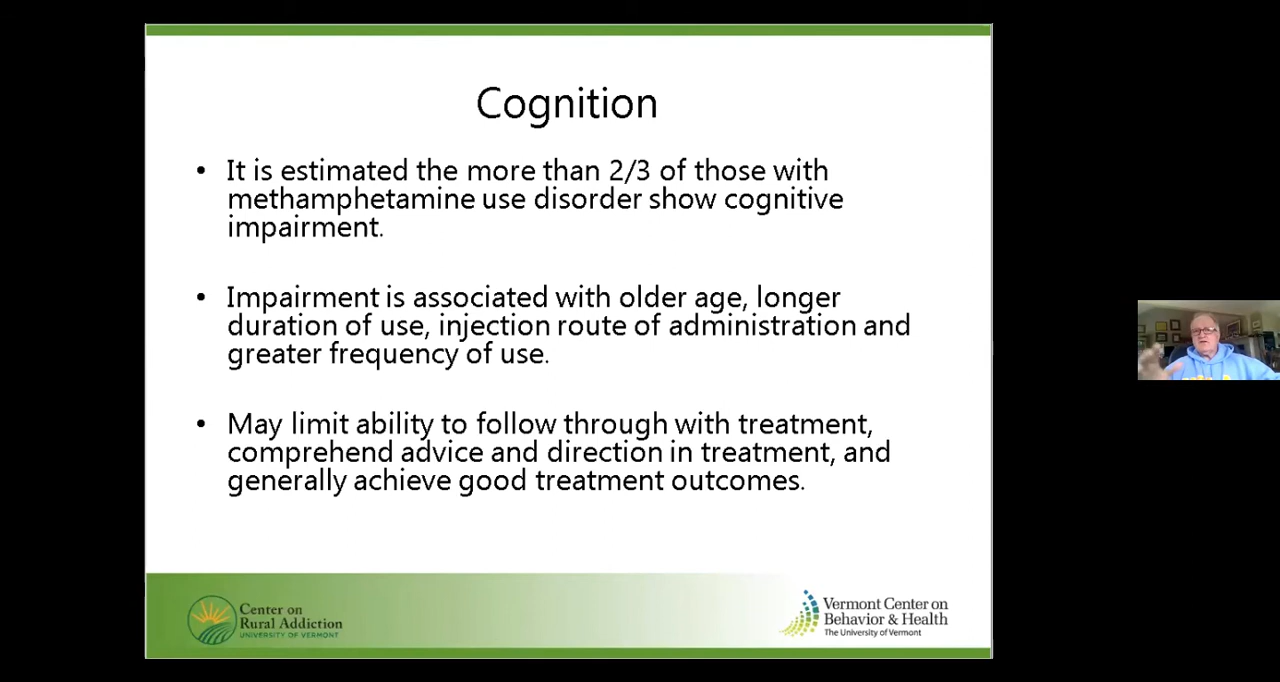 Cognition
• It is estimated the more than 2/3 of those with
methamphetamine use disorder show cognitive
impairment.
• Impairment is associated with older age, longer
duration of use, injection route of administration and
greater frequency of use.
• May limit ability to follow through with treatment,
comprehend advice and direction in treatment, and
generally achieve good treatment outcomes.
Center on
Rural Addiction
UNIVERSITY OF VERMONT
Vermont Center on
Behavior & Health
The University of Vermont